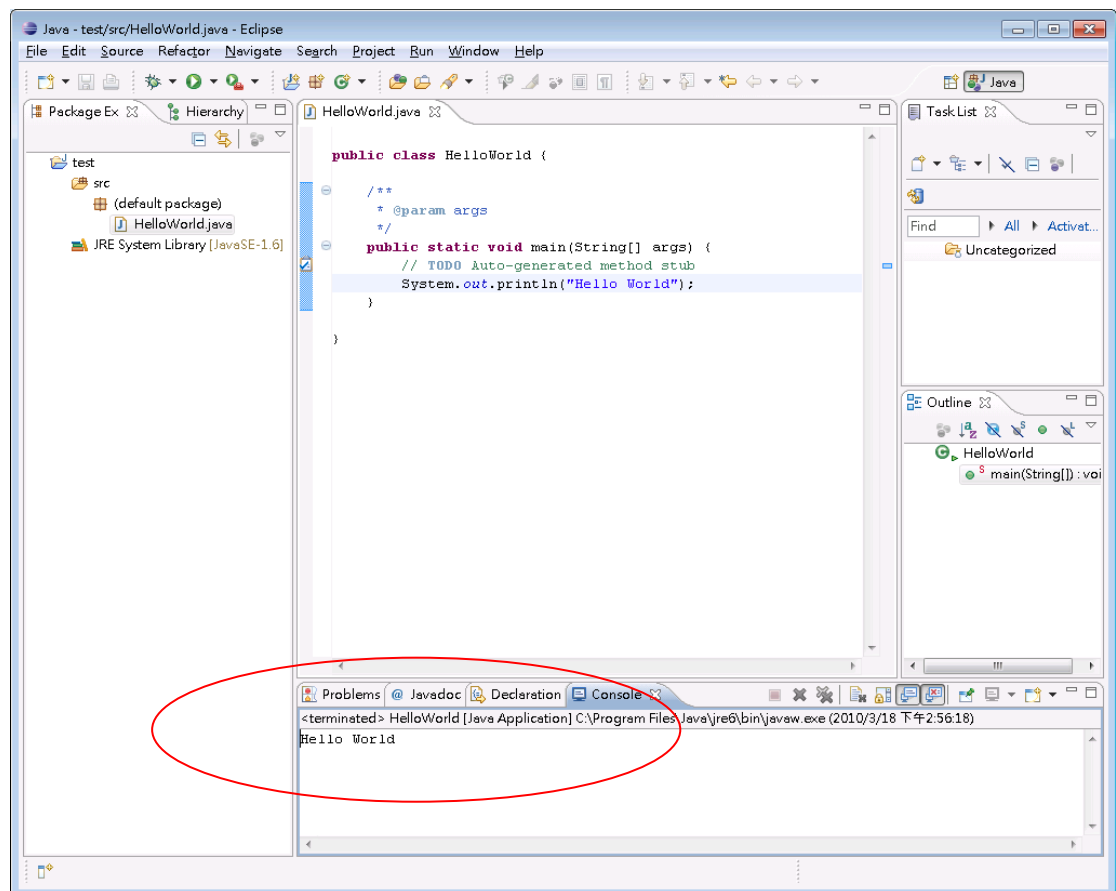 Java - test/src/HelloWorld.java - Eclipse
File Edit Source Refactor Navigate Search Project Run Window Help
Java
Package Ex Hierarchy
test
src
(default package)
HelloWorld.java
JRE System Library [JavaSE-1.6]
HelloWorld.java
public class HelloWorld {
/**
* @param args
*/
public static void main(String[] args) {
// TODO Auto-generated method stub
System.out.println("Hello World");
}
}
Task List
Find All Activat...
Uncategorized
Outline
HelloWorld
main(String[]) : voi
Problems @ Javadoc Declaration Console
<terminated> HelloWorld [Java Application] C:\Program Files\Java\jre6\bin\javaw.exe (2010/3/18 下午2:56:18)
Hello World